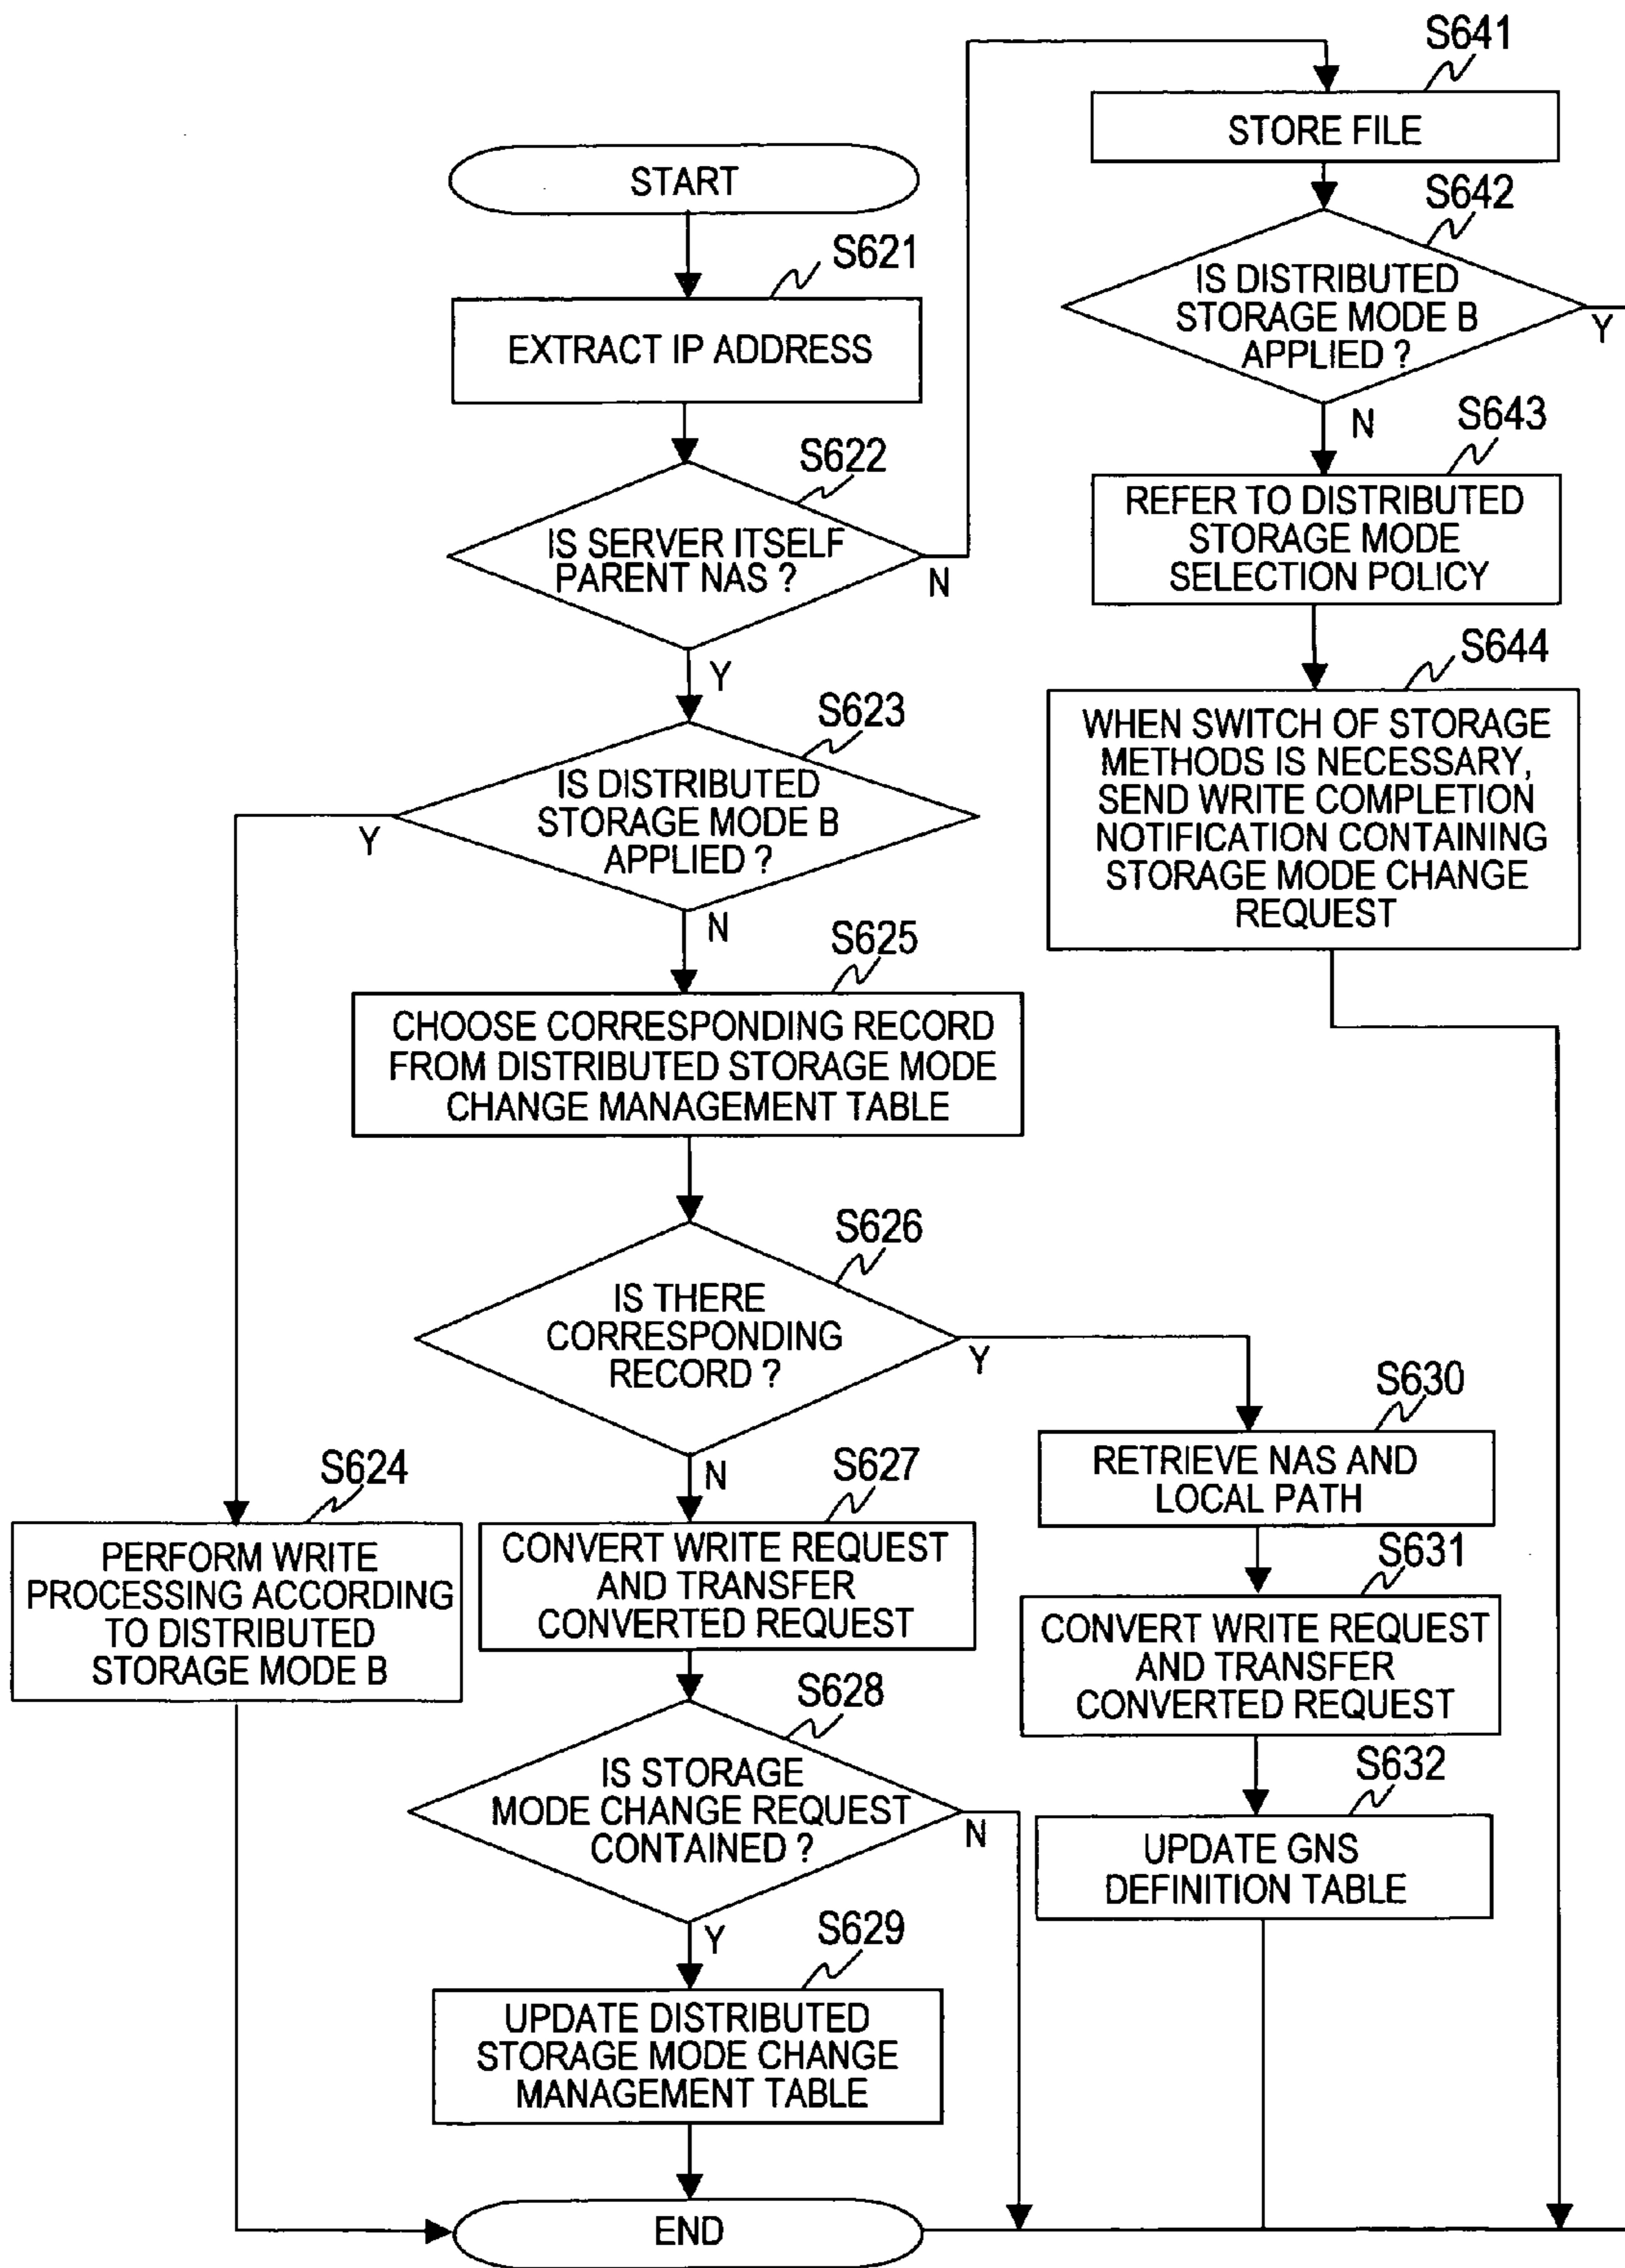 START
S621
EXTRACT IP ADDRESS
S622
IS SERVER ITSELF
PARENT NAS ?
N
Y
S623
IS DISTRIBUTED
STORAGE MODE B
APPLIED ?
Y
N
S625
CHOOSE CORRESPONDING RECORD
FROM DISTRIBUTED STORAGE MODE
CHANGE MANAGEMENT TABLE
S626
IS THERE
CORRESPONDING
RECORD ?
Y
N
S624
PERFORM WRITE
PROCESSING ACCORDING
TO DISTRIBUTED
STORAGE MODE B
S627
CONVERT WRITE REQUEST
AND TRANSFER
CONVERTED REQUEST
S628
IS STORAGE
MODE CHANGE REQUEST
CONTAINED ?
N
Y
S629
UPDATE DISTRIBUTED
STORAGE MODE CHANGE
MANAGEMENT TABLE
END
S630
RETRIEVE NAS AND
LOCAL PATH
S631
CONVERT WRITE REQUEST
AND TRANSFER
CONVERTED REQUEST
S632
UPDATE GNS
DEFINITION TABLE
S641
STORE FILE
S642
IS DISTRIBUTED
STORAGE MODE B
APPLIED ?
Y
N
S643
REFER TO DISTRIBUTED
STORAGE MODE
SELECTION POLICY
S644
WHEN SWITCH OF STORAGE
METHODS IS NECESSARY,
SEND WRITE COMPLETION
NOTIFICATION CONTAINING
STORAGE MODE CHANGE
REQUEST